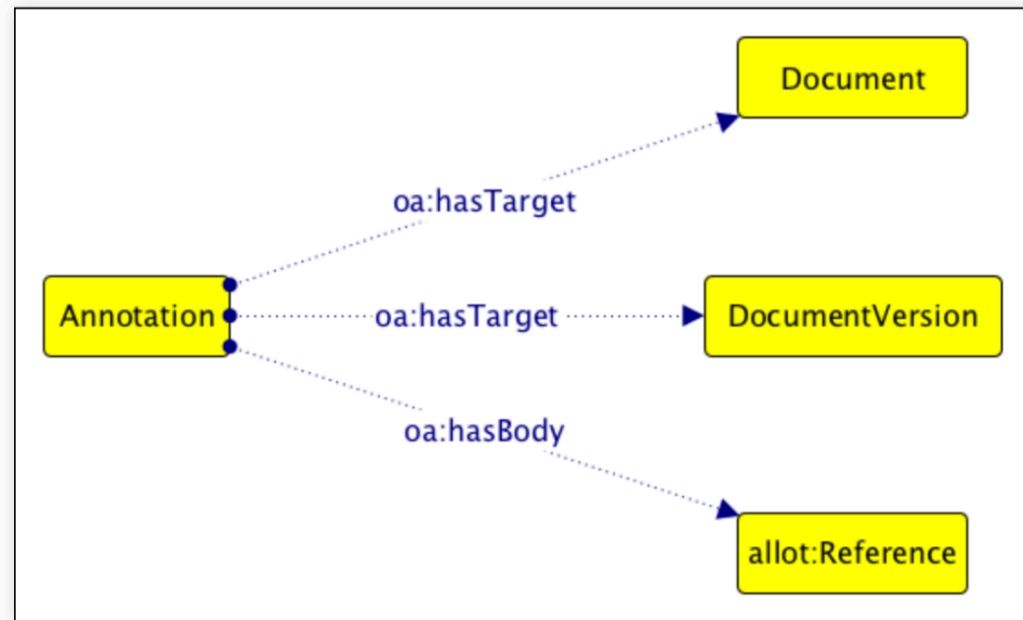 Document
oa:hasTarget
Annotation
oa:hasTarget
DocumentVersion
oa:hasBody
allot:Reference